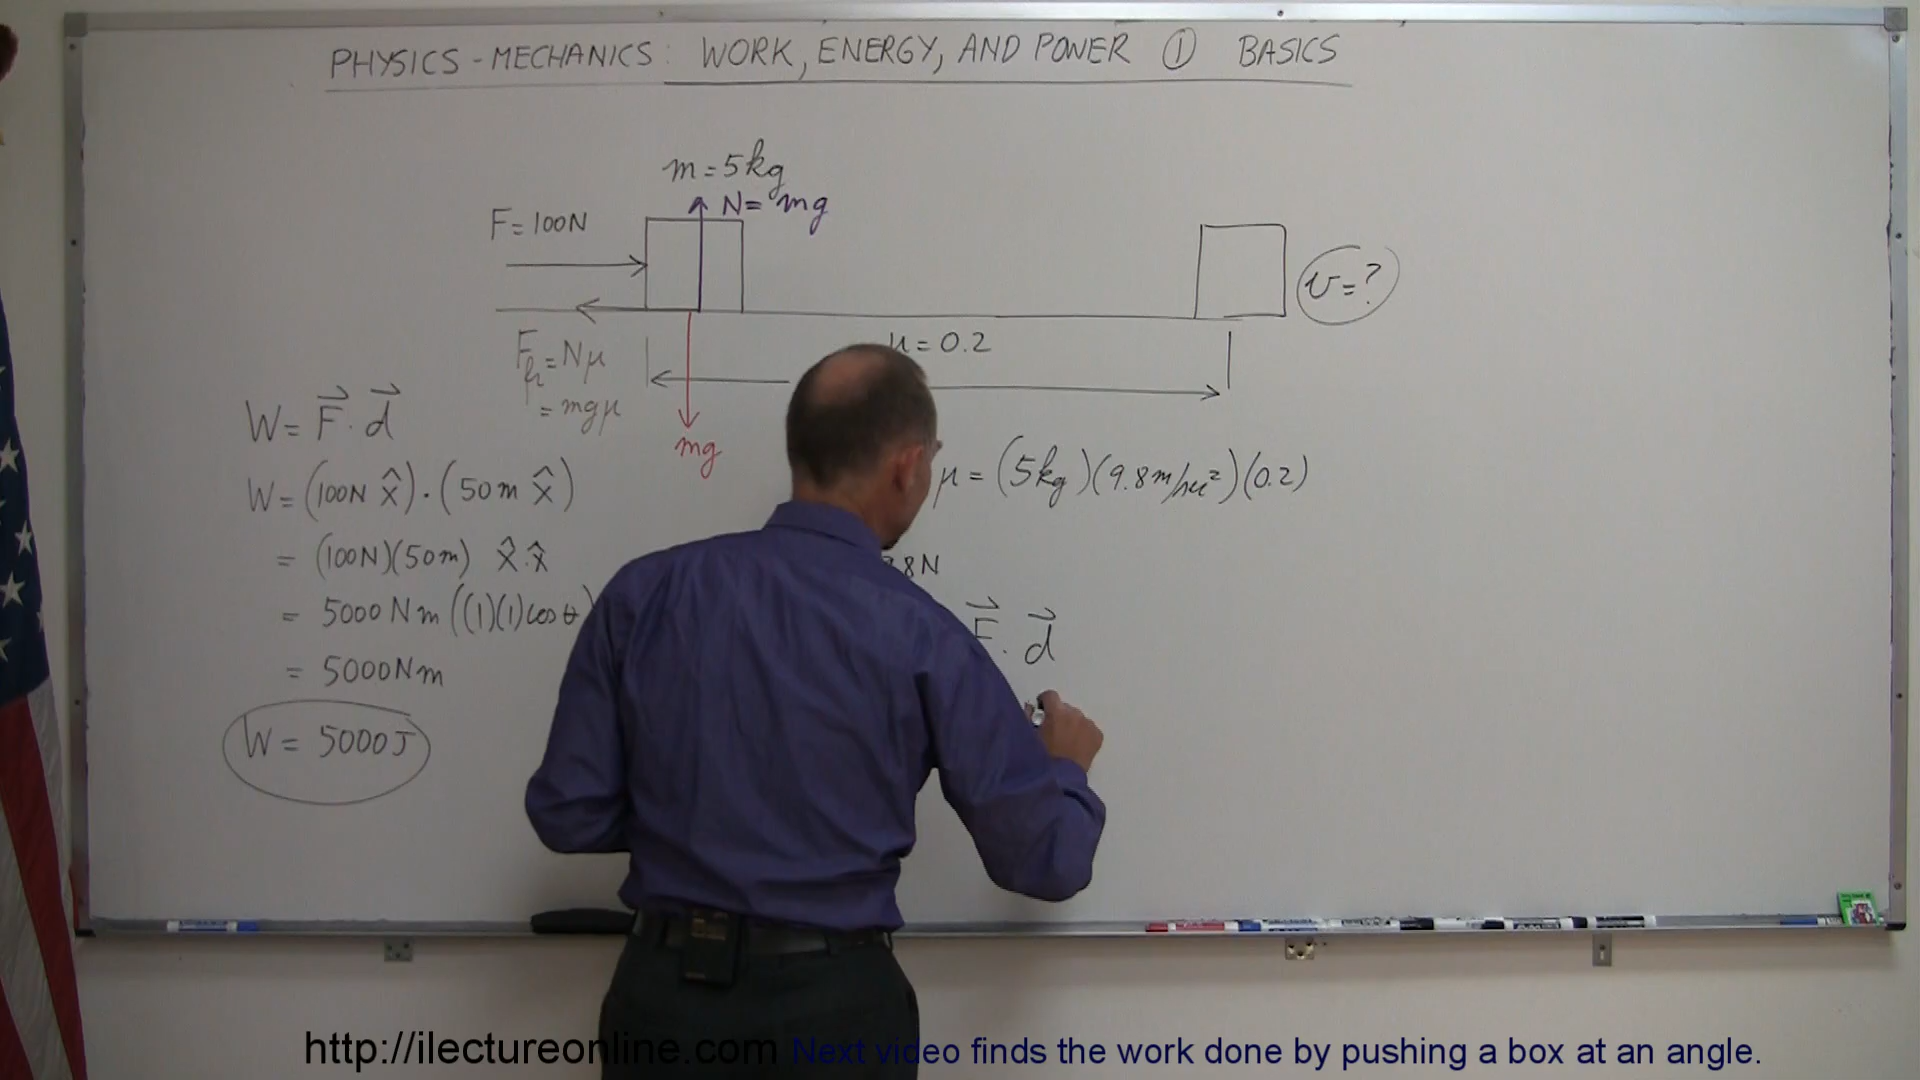 PHYSICS - MECHANICS: WORK, ENERGY, AND POWER ① BASICS
m = 5kg
N = mg
F = 100N
v = ?
μ = 0.2
F_fr = Nμ
= mgμ
mg
W = F⃗ · d⃗
W = (100N x̂) · (50m x̂)
= (100N)(50m) x̂ · x̂
= 5000 Nm ((1)(1) cos θ)
= 5000Nm
W = 5000J
μ = (5kg)(9.8m/sec²)(0.2)
8N
F⃗ · d⃗
http://ilectureonline.com Next video finds the work done by pushing a box at an angle.